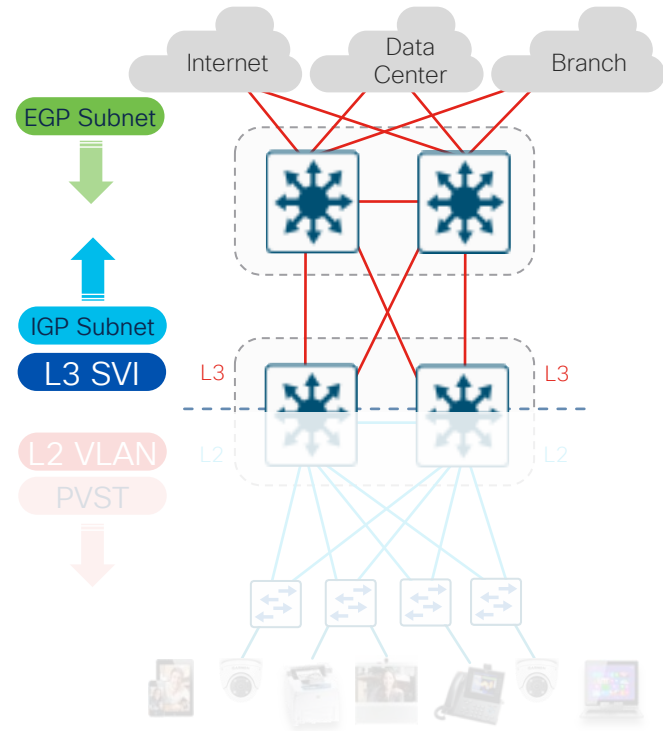 Internet
Data
Center
Branch
EGP Subnet
IGP Subnet
L3 SVI
L3
L3
L2 VLAN
L2
L2
PVST